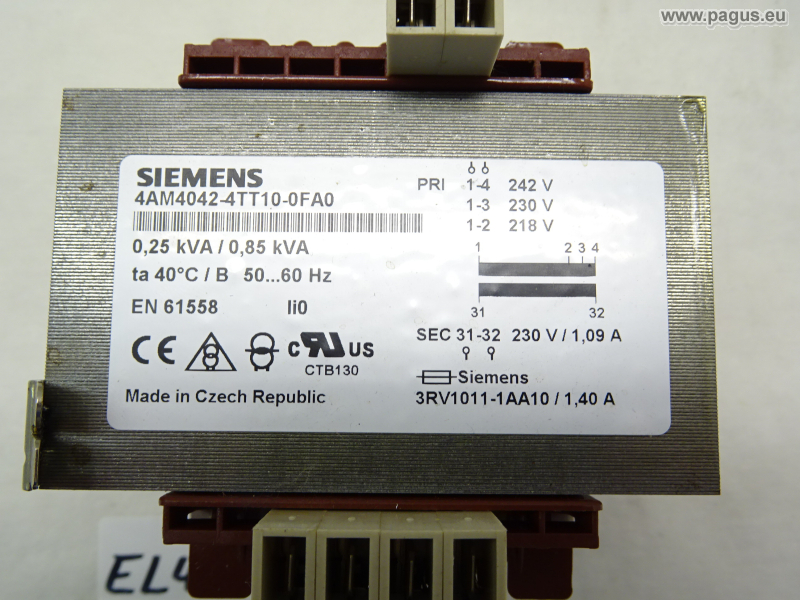 www.pagus.eu
SIEMENS
4AM4042-4TT10-0FA0
0,25 kVA / 0,85 kVA
ta 40°C / B 50...60 Hz
EN 61558 Ii0
CE
c UR US
CTB130
Made in Czech Republic
PRI 1-4 242 V
1-3 230 V
1-2 218 V
1 2 3 4
31 32
SEC 31-32 230 V / 1,09 A
Siemens
3RV1011-1AA10 / 1,40 A